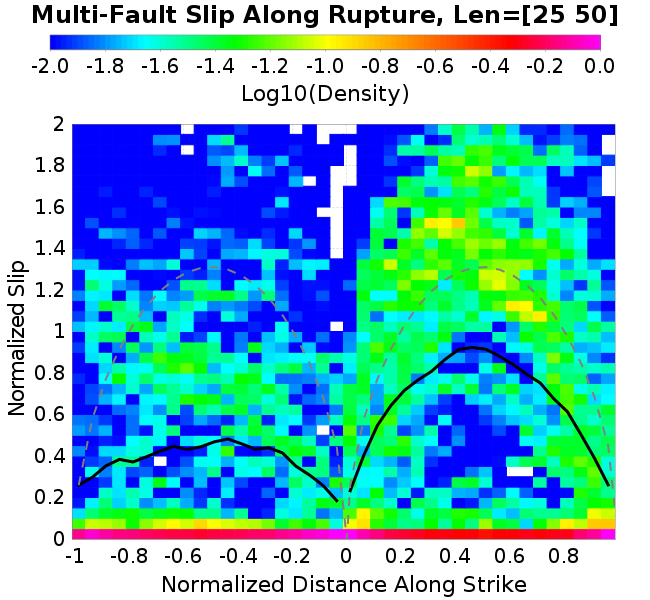 Multi-Fault Slip Along Rupture, Len=[25 50]
-2.0 -1.8 -1.6 -1.4 -1.2 -1.0 -0.8 -0.6 -0.4 -0.2 0.0
Log10(Density)
2
1.8
1.6
1.4
1.2
1
0.8
0.6
0.4
0.2
0
Normalized Slip
-1 -0.8 -0.6 -0.4 -0.2 0 0.2 0.4 0.6 0.8
Normalized Distance Along Strike